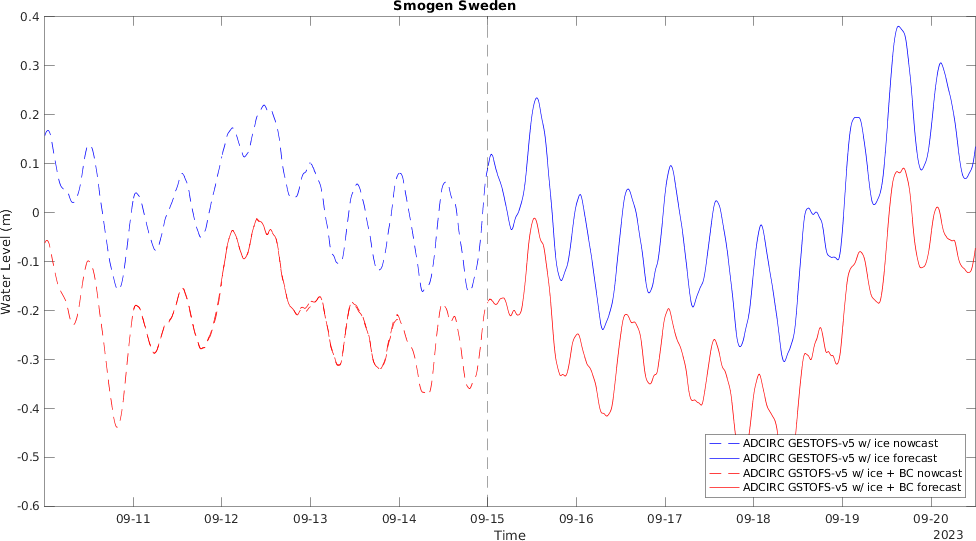 Smogen Sweden
0.4
0.3
0.2
0.1
0
-0.1
-0.2
-0.3
-0.4
-0.5
-0.6
Water Level (m)
ADCIRC GESTOFS-v5 w/ ice nowcast
ADCIRC GESTOFS-v5 w/ ice forecast
ADCIRC GSTOFS-v5 w/ ice + BC nowcast
ADCIRC GSTOFS-v5 w/ ice + BC forecast
09-11 09-12 09-13 09-14 09-15 09-16 09-17 09-18 09-19 09-20
Time
2023